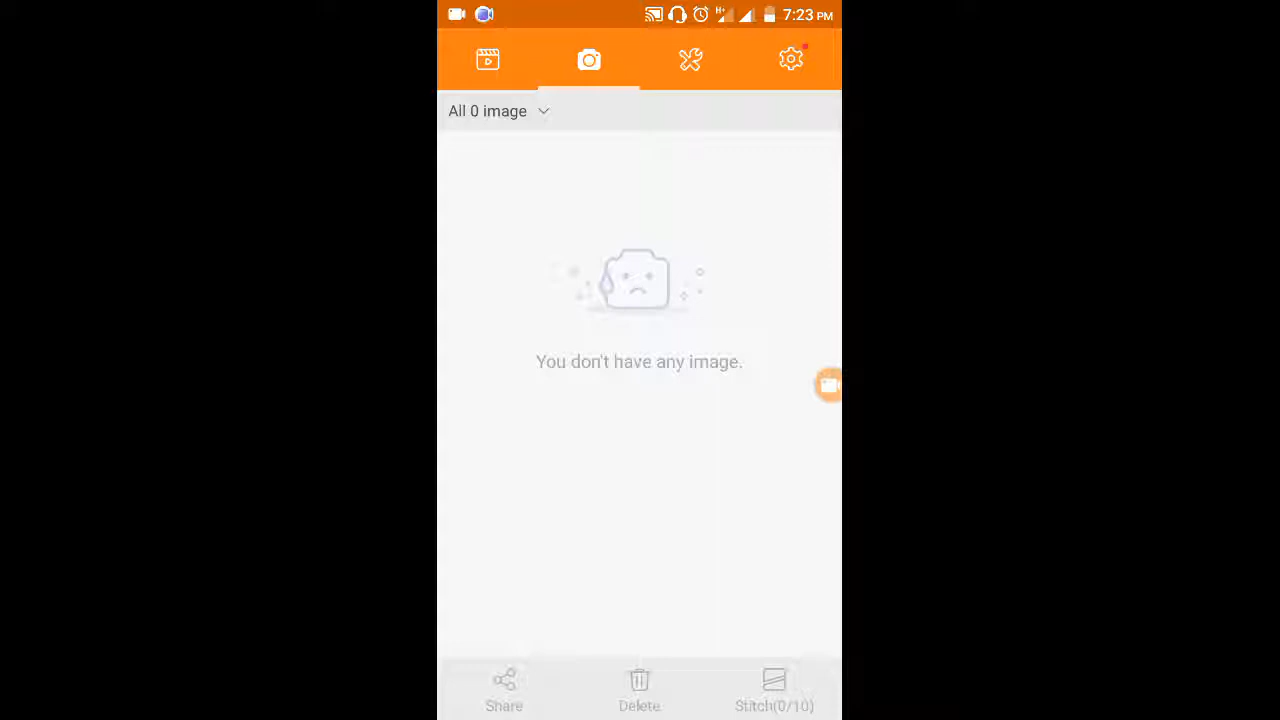 H+ 7:23 PM
All 0 image
You don't have any image.
Share Delete Stitch(0/10)